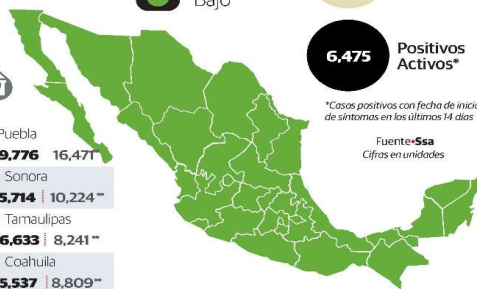 Bajo
6,475
Positivos
Activos*
*Casos positivos con fecha de inicio
de síntomas en los últimos 14 días
Fuente•Ssa
Cifras en unidades
Puebla
9,776 16,471**
Sonora
5,714 10,224**
Tamaulipas
6,633 8,241**
Coahuila
5,537 8,809**